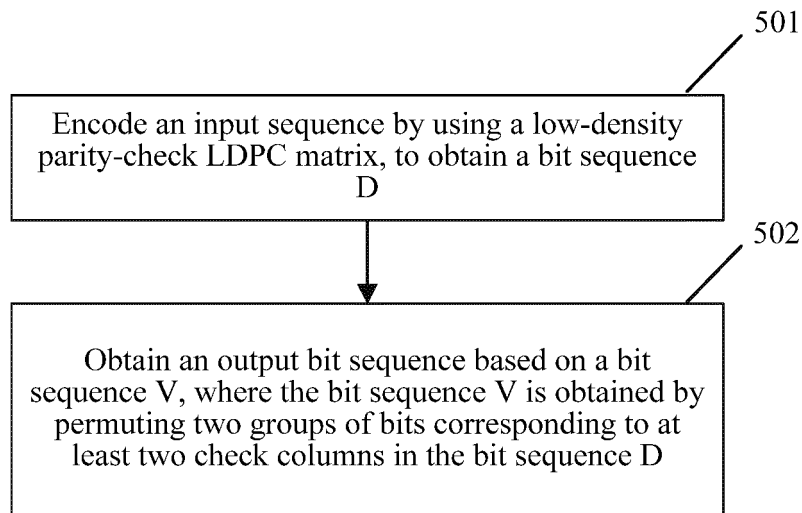 501
Encode an input sequence by using a low-density
parity-check LDPC matrix, to obtain a bit sequence
D
502
Obtain an output bit sequence based on a bit
sequence V, where the bit sequence V is obtained by
permuting two groups of bits corresponding to at
least two check columns in the bit sequence D